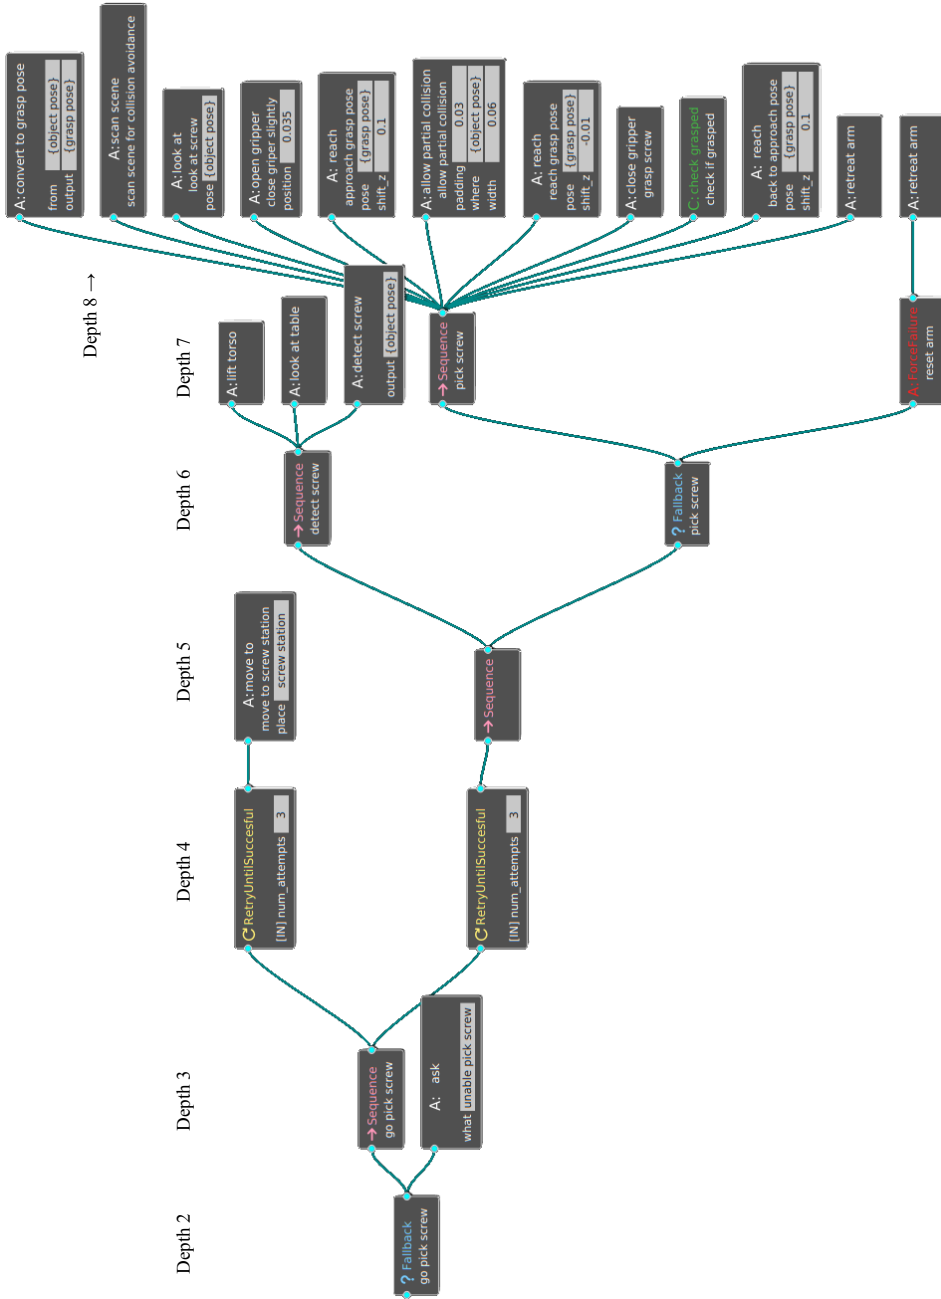 Depth 2
? Fallback
go pick screw
Depth 3
→ Sequence
go pick screw
A: ask
what unable pick screw
Depth 4
RetryUntilSuccesful
[IN] num_attempts 3
RetryUntilSuccesful
[IN] num_attempts 3
Depth 5
A:move to
move to screw station
place screw station
→ Sequence
Depth 6
→ Sequence
detect screw
? Fallback
pick screw
Depth 7
A:lift torso
A:look at table
A:detect screw
output {object pose}
→ Sequence
pick screw
A:ForceFailure
reset arm
Depth 8 →
A:convert to grasp pose
from {object pose}
output {grasp pose}
A:scan scene
scan scene for collision avoidance
A:look at
look at screw
pose {object pose}
A:open gripper
close griper slightly
position 0.035
A: reach
approach grasp pose
pose {grasp pose}
shift_z 0.1
A:allow partial collision
allow partial collision
padding 0.03
where {object pose}
width 0.06
A:reach
reach grasp pose
pose {grasp pose}
shift_z -0.01
A:close gripper
grasp screw
C:check grasped
check if grasped
A: reach
back to approach pose
pose {grasp pose}
shift_z 0.1
A:retreat arm
A:retreat arm